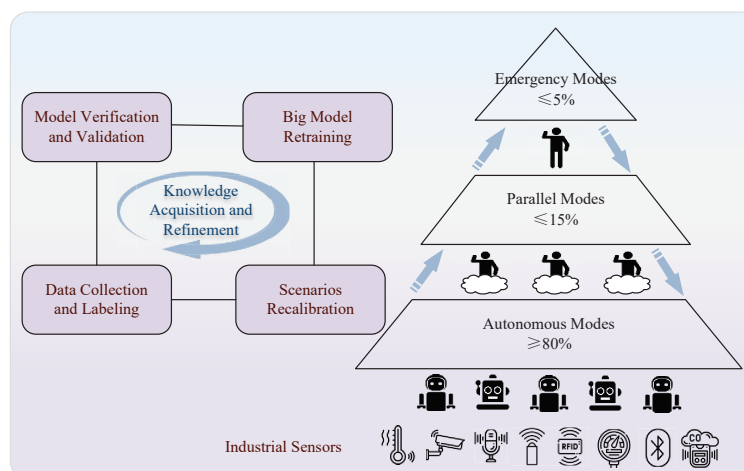 Model Verification
and Validation
Big Model
Retraining
Knowledge
Acquisition and
Refinement
Data Collection
and Labeling
Scenarios
Recalibration
Emergency Modes
≤5%
Parallel Modes
≤15%
Autonomous Modes
≥80%
Industrial Sensors
RFID
CO